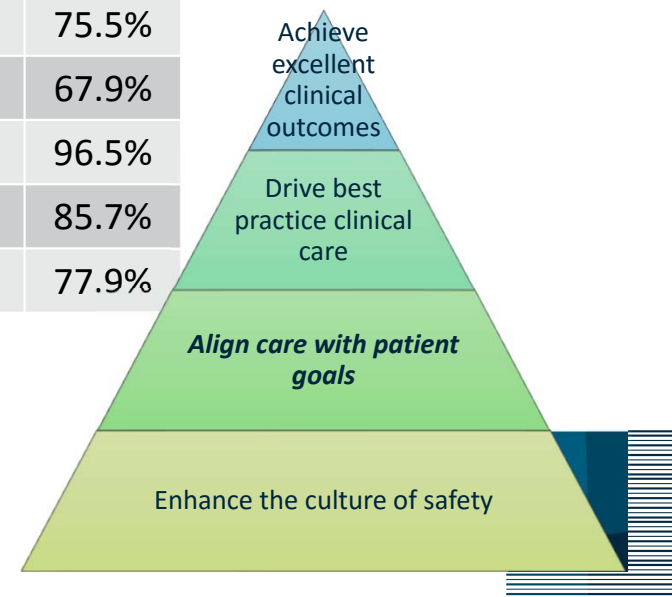 75.5%
67.9%
96.5%
85.7%
77.9%
Achieve
excellent
clinical
outcomes
Drive best
practice clinical
care
Align care with patient
goals
Enhance the culture of safety